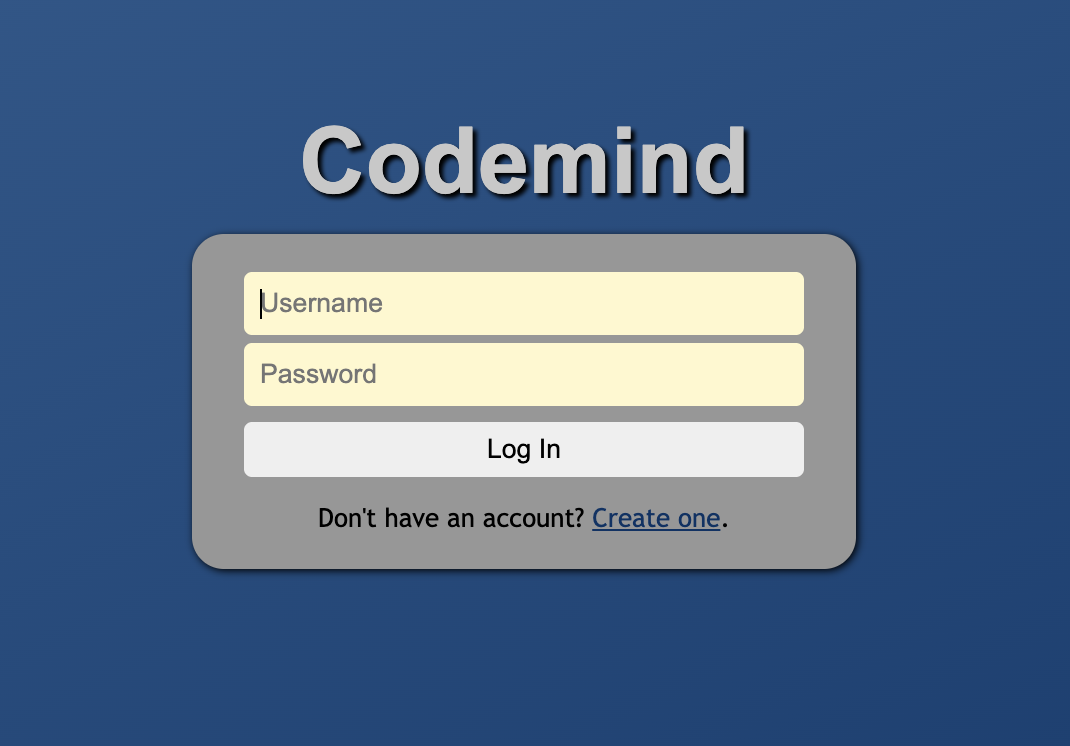 Codemind
Username
Password
Log In
Don't have an account? Create one.